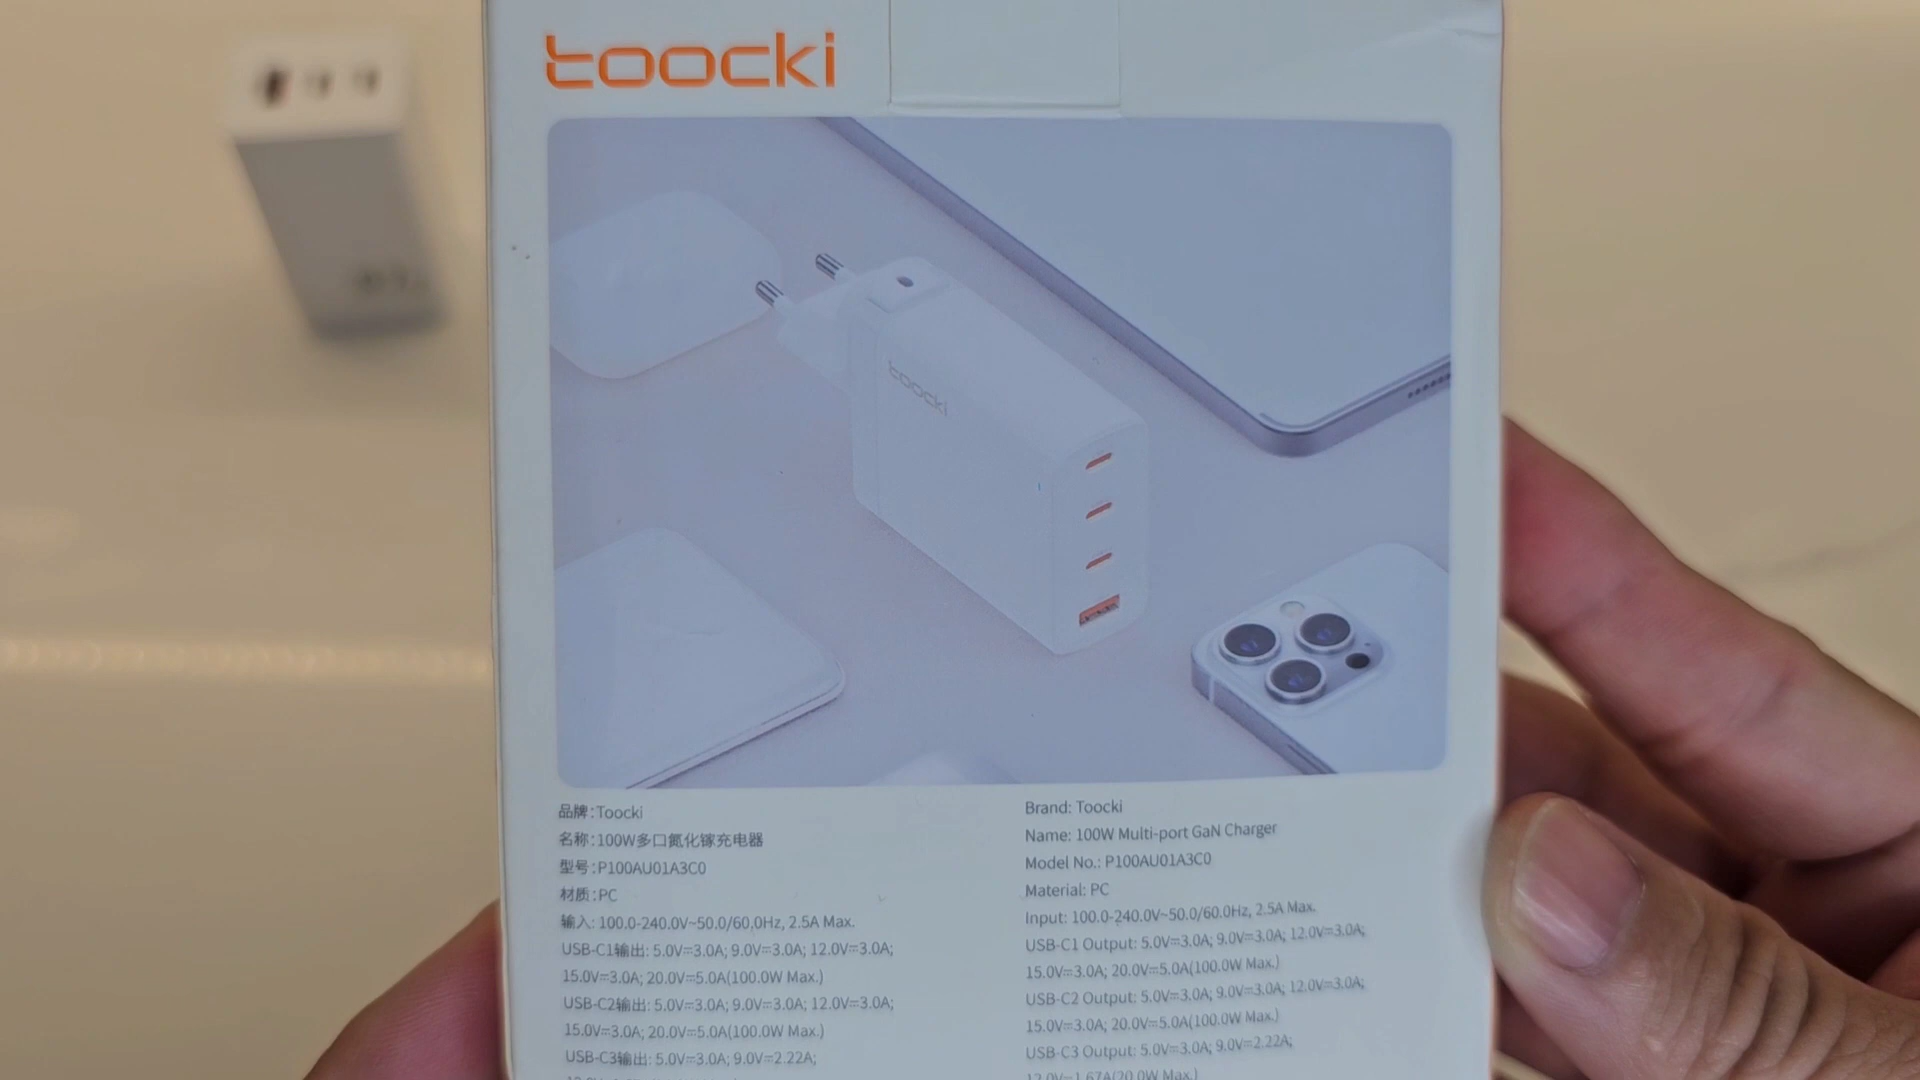 toocki
toocki
品牌:Toocki
名称:100W多口氮化镓充电器
型号:P100AU01A3C0
材质:PC
输入: 100.0-240.0V~50.0/60.0Hz, 2.5A Max.
USB-C1输出: 5.0V⎓3.0A; 9.0V⎓3.0A; 12.0V⎓3.0A;
15.0V⎓3.0A; 20.0V⎓5.0A(100.0W Max.)
USB-C2输出: 5.0V⎓3.0A; 9.0V⎓3.0A; 12.0V⎓3.0A;
15.0V⎓3.0A; 20.0V⎓5.0A(100.0W Max.)
USB-C3输出: 5.0V⎓3.0A; 9.0V⎓2.22A;
Brand: Toocki
Name: 100W Multi-port GaN Charger
Model No.: P100AU01A3C0
Material: PC
Input: 100.0-240.0V~50.0/60.0Hz, 2.5A Max.
USB-C1 Output: 5.0V⎓3.0A; 9.0V⎓3.0A; 12.0V⎓3.0A;
15.0V⎓3.0A; 20.0V⎓5.0A(100.0W Max.)
USB-C2 Output: 5.0V⎓3.0A; 9.0V⎓3.0A; 12.0V⎓3.0A;
15.0V⎓3.0A; 20.0V⎓5.0A(100.0W Max.)
USB-C3 Output: 5.0V⎓3.0A; 9.0V⎓2.22A;
12.0V⎓1.67A(20.0W Max.)